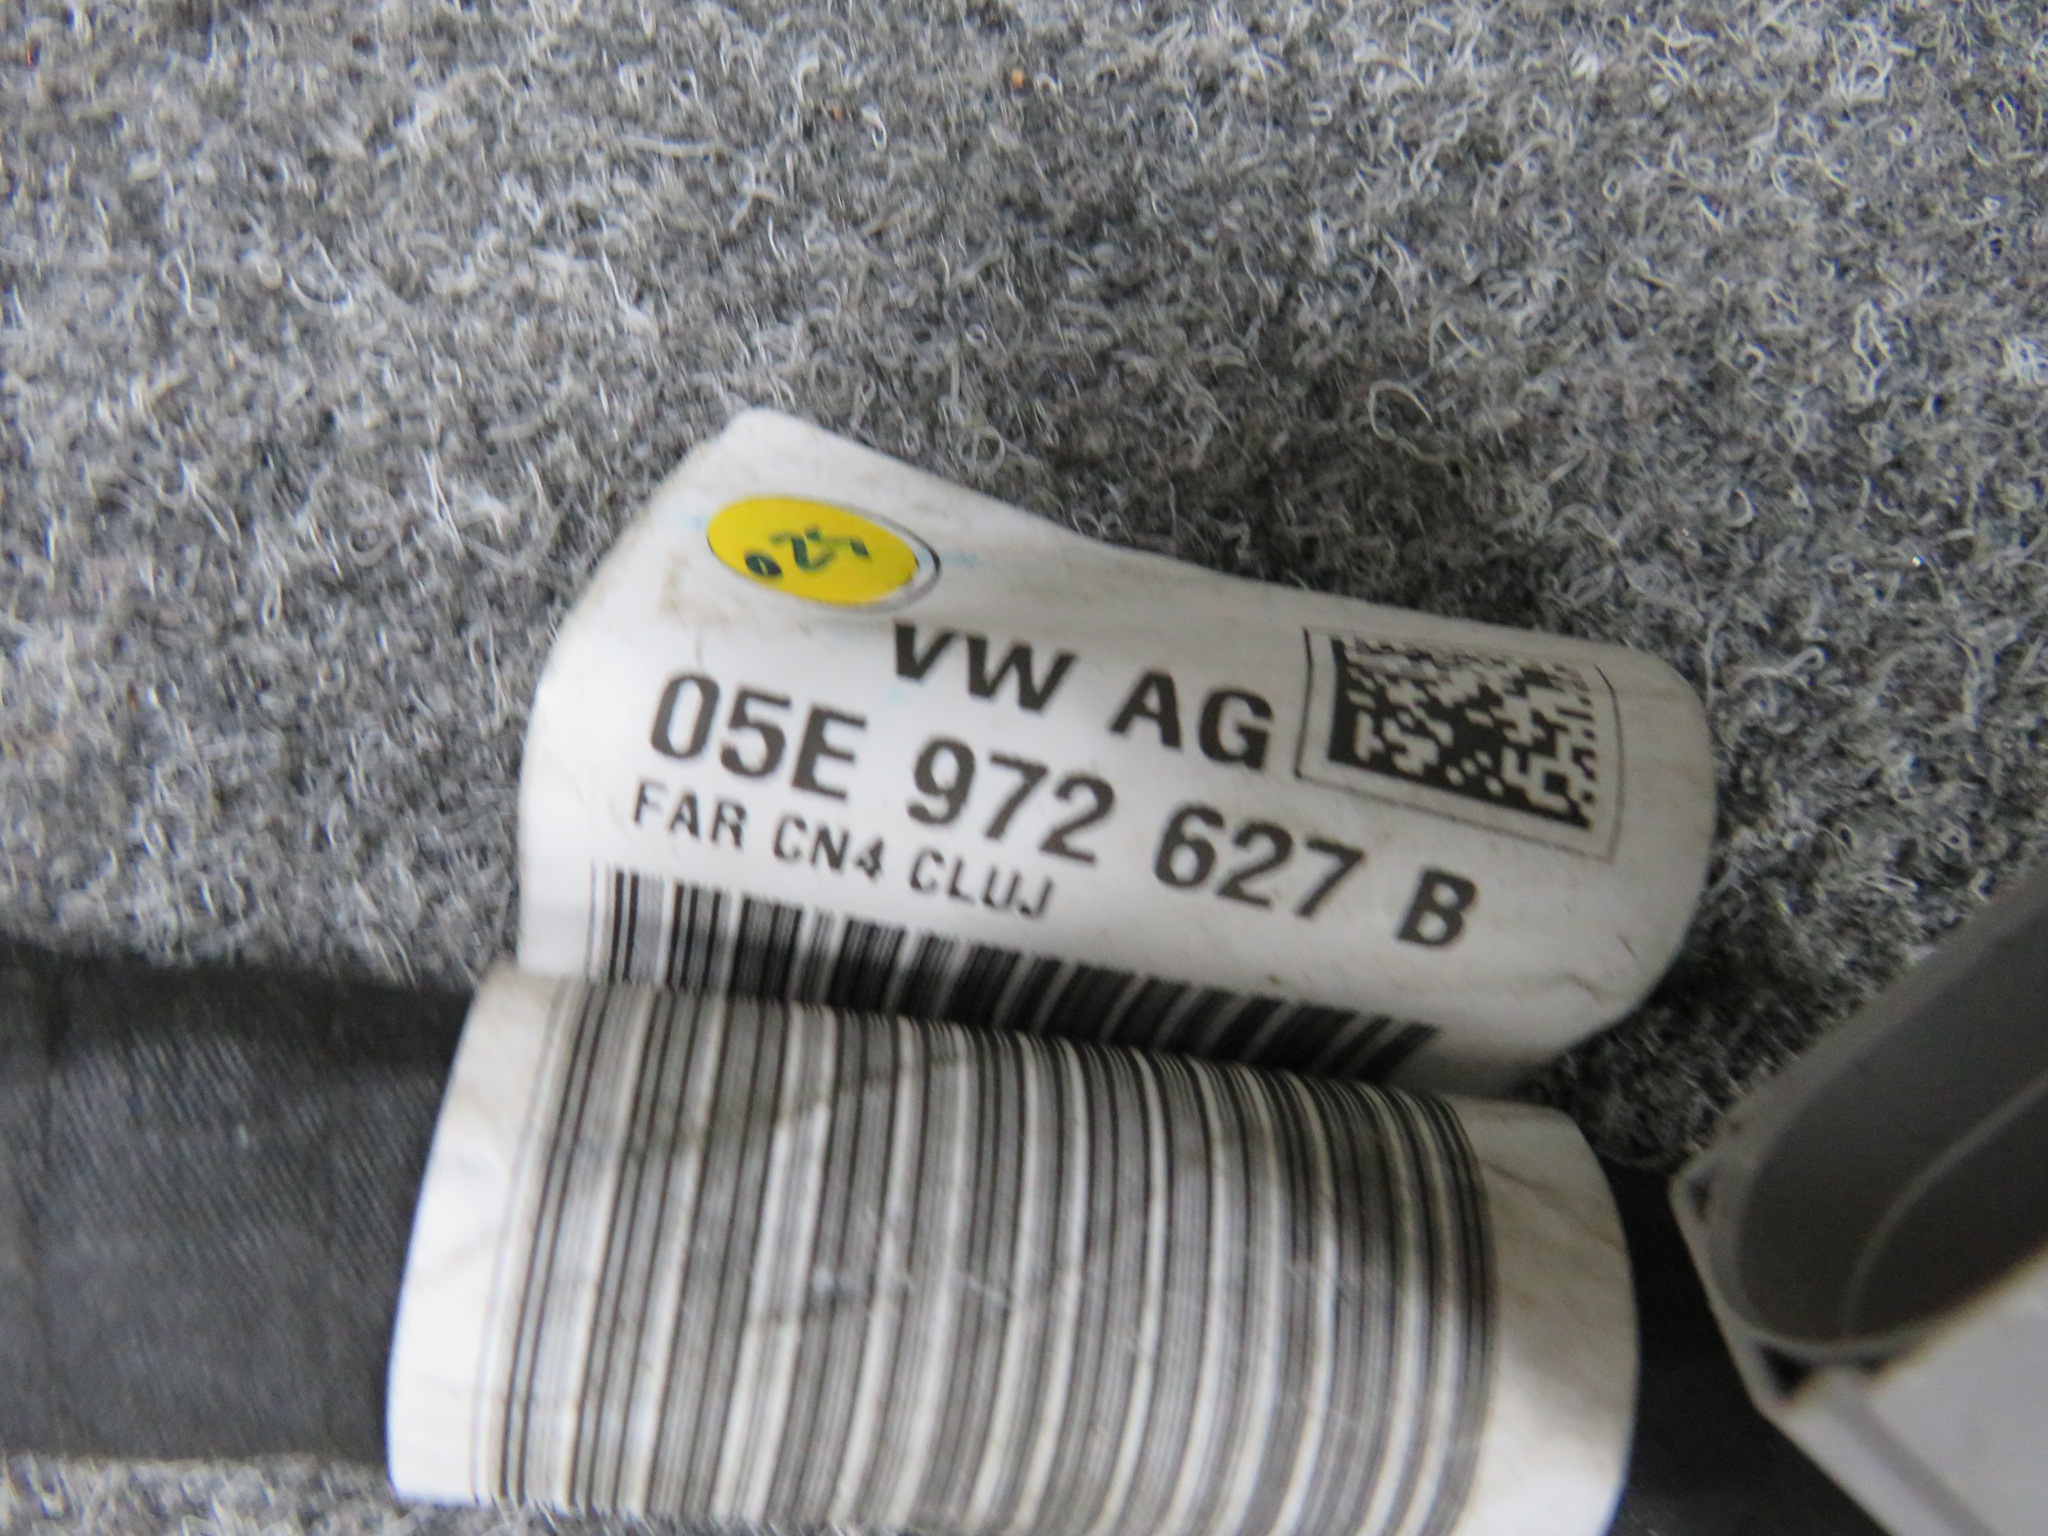 VW AG
05E 972 627 B
FAR CN4 CLUJ